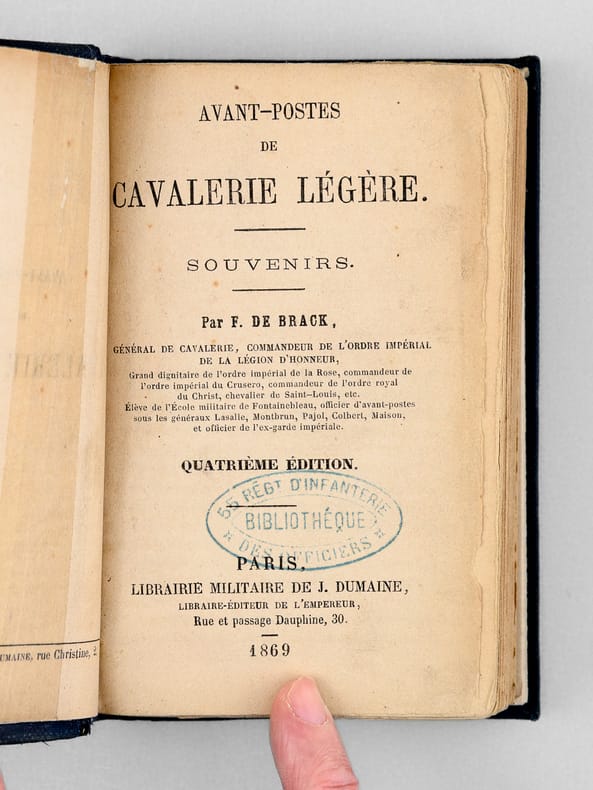 AVANT-POSTES
DE
CAVALERIE LÉGÈRE.
SOUVENIRS.
Par F. DE BRACK,
GÉNÉRAL DE CAVALERIE, COMMANDEUR DE L'ORDRE IMPÉRIAL
DE LA LÉGION D'HONNEUR,
Grand dignitaire de l'ordre impérial de la Rose, commandeur de
l'ordre impérial du Crusero, commandeur de l'ordre royal
du Christ, chevalier de Saint-Louis, etc.
Élève de l'École militaire de Fontainebleau, officier d'avant-postes
sous les généraux Lasalle, Montbrun, Pajol, Colbert, Maison,
et officier de l'ex-garde impériale.
QUATRIÈME ÉDITION.
55 RÉGT D'INFANTERIE
BIBLIOTHÉQUE
DES OFFICIERS
PARIS,
LIBRAIRIE MILITAIRE DE J. DUMAINE,
LIBRAIRE-ÉDITEUR DE L'EMPEREUR,
Rue et passage Dauphine, 30.
1869
UMAINE, rue Christine, 2